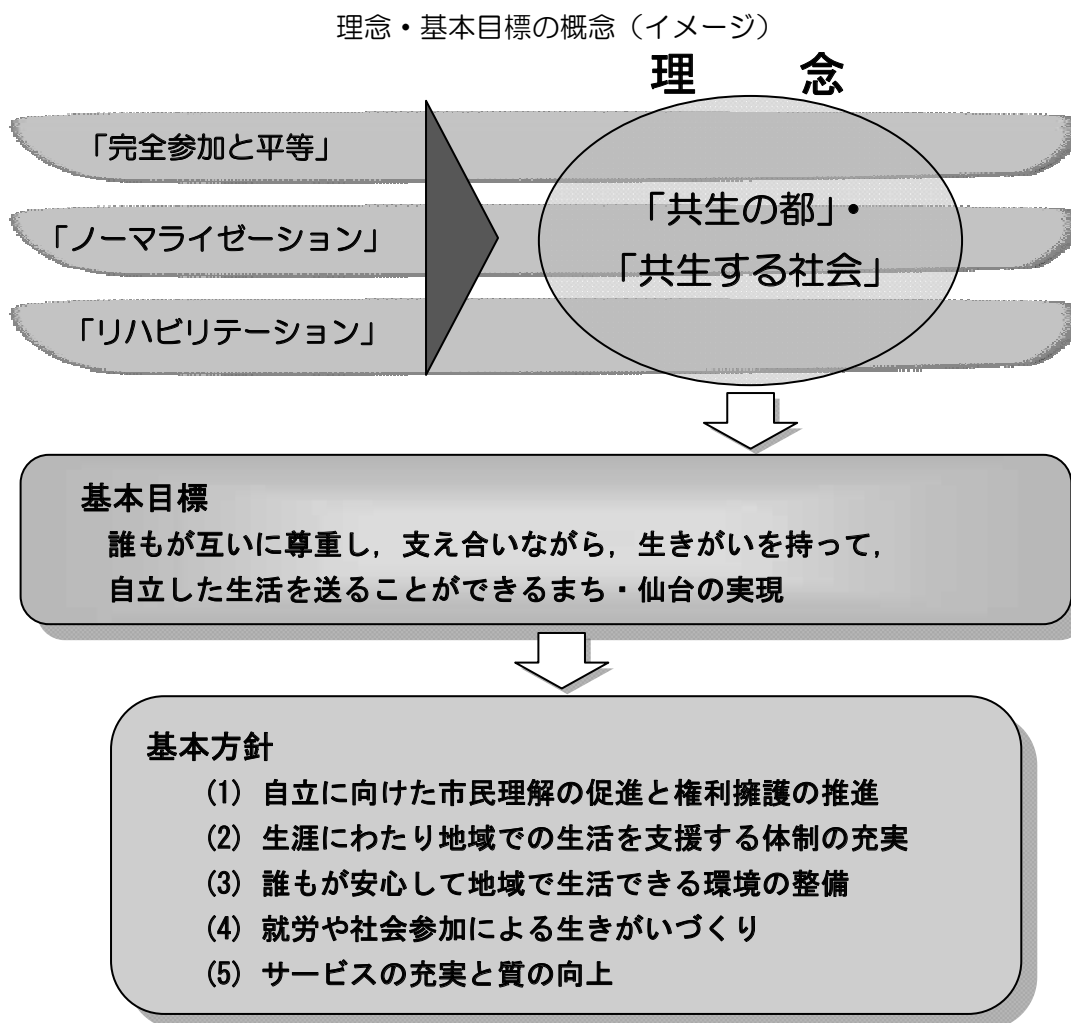 理念・基本目標の概念（イメージ）
理　念
「完全参加と平等」
「ノーマライゼーション」
「リハビリテーション」
「共生の都」・
「共生する社会」
基本目標
誰もが互いに尊重し，支え合いながら，生きがいを持って，
自立した生活を送ることができるまち・仙台の実現
基本方針
(1) 自立に向けた市民理解の促進と権利擁護の推進
(2) 生涯にわたり地域での生活を支援する体制の充実
(3) 誰もが安心して地域で生活できる環境の整備
(4) 就労や社会参加による生きがいづくり
(5) サービスの充実と質の向上